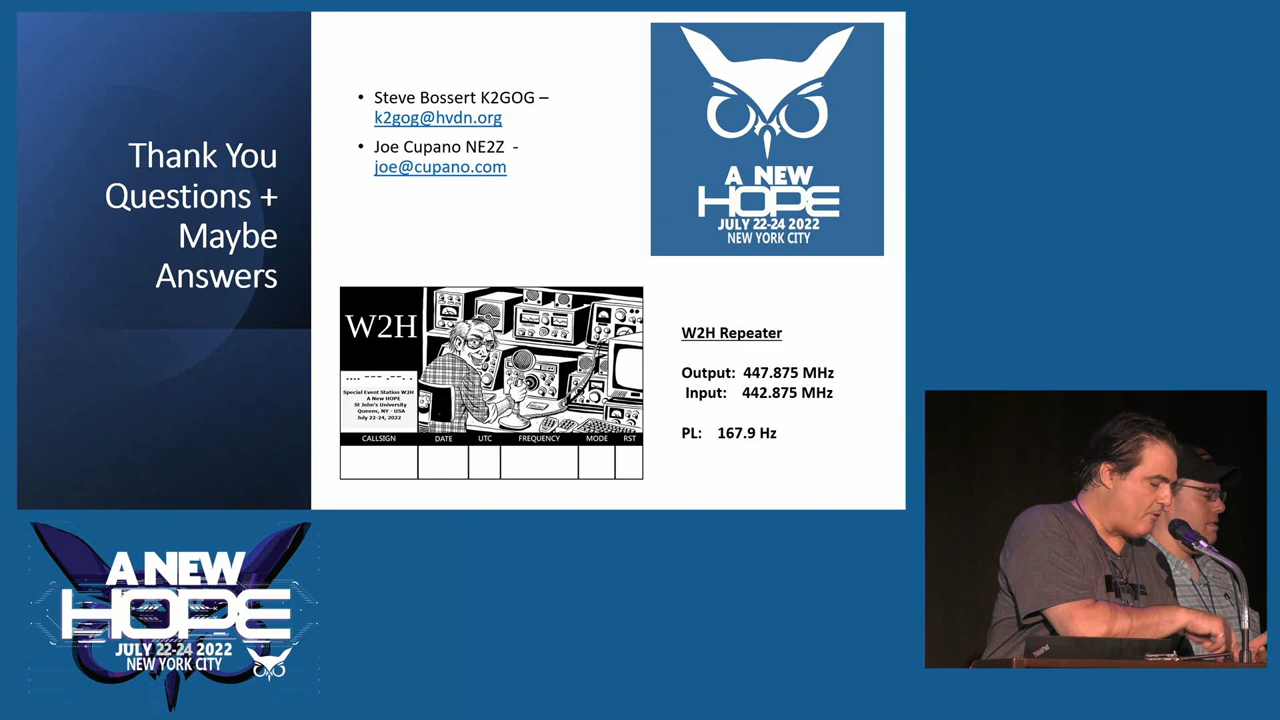 Thank You
Questions +
Maybe
Answers
• Steve Bossert K2GOG –
k2gog@hvdn.org
• Joe Cupano NE2Z -
joe@cupano.com
A NEW
HOPE
JULY 22-24 2022
NEW YORK CITY
W2H
.... --- .--. .
Special Event Station W2H
A New HOPE
St John's University
Queens, NY - USA
July 22-24, 2022
CALLSIGN DATE UTC FREQUENCY MODE RST
W2H Repeater
Output: 447.875 MHz
Input: 442.875 MHz
PL: 167.9 Hz
A NEW
HOPE
JULY 22-24 2022
NEW YORK CITY
ThinkPad